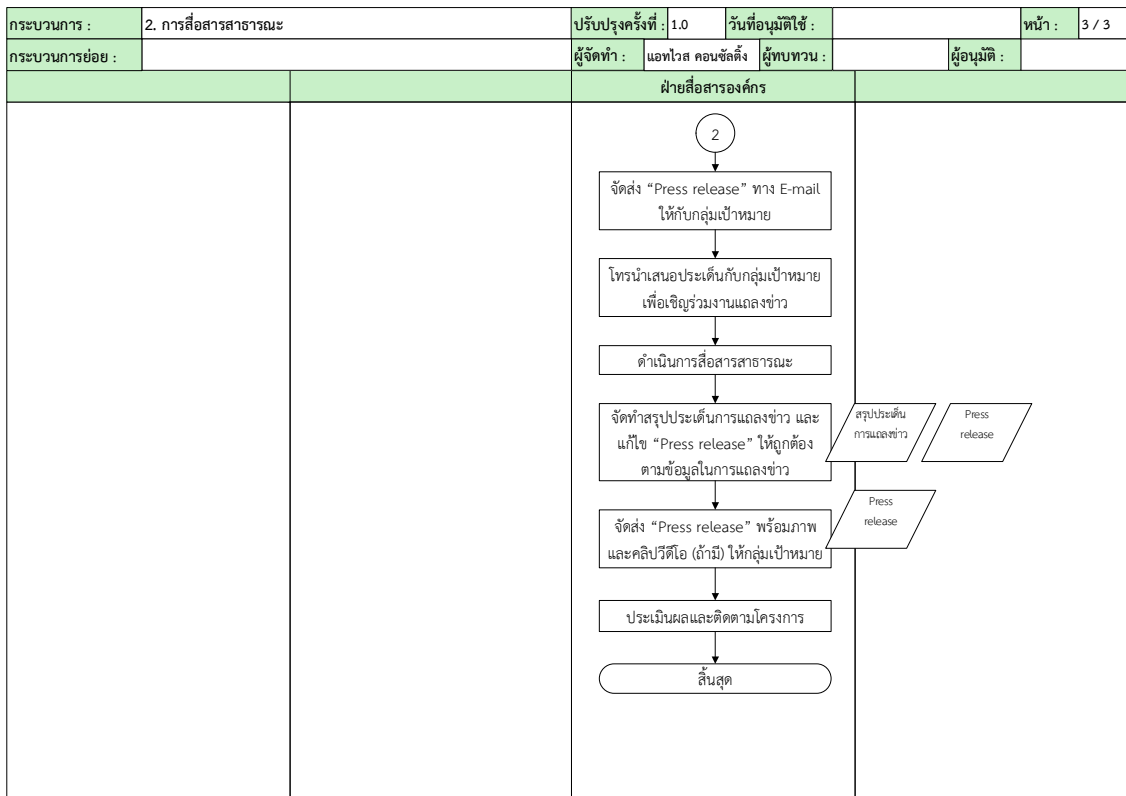 กระบวนการ : 2. การสื่อสารสาธารณะ ปรับปรุงครั้งที่ : 1.0 วันที่อนุมัติใช้ : หน้า : 3 / 3
กระบวนการย่อย : ผู้จัดทำ : แอทไวส คอนซัลติ้ง ผู้ทบทวน : ผู้อนุมัติ :
ฝ่ายสื่อสารองค์กร
2
จัดส่ง “Press release” ทาง E-mail
ให้กับกลุ่มเป้าหมาย
โทรนำเสนอประเด็นกับกลุ่มเป้าหมาย
เพื่อเชิญร่วมงานแถลงข่าว
ดำเนินการสื่อสารสาธารณะ
จัดทำสรุปประเด็นการแถลงข่าว และ
แก้ไข “Press release” ให้ถูกต้อง
ตามข้อมูลในการแถลงข่าว
สรุปประเด็น
การแถลงข่าว
Press
release
จัดส่ง “Press release” พร้อมภาพ
และคลิปวีดีโอ (ถ้ามี) ให้กลุ่มเป้าหมาย
Press
release
ประเมินผลและติดตามโครงการ
สิ้นสุด